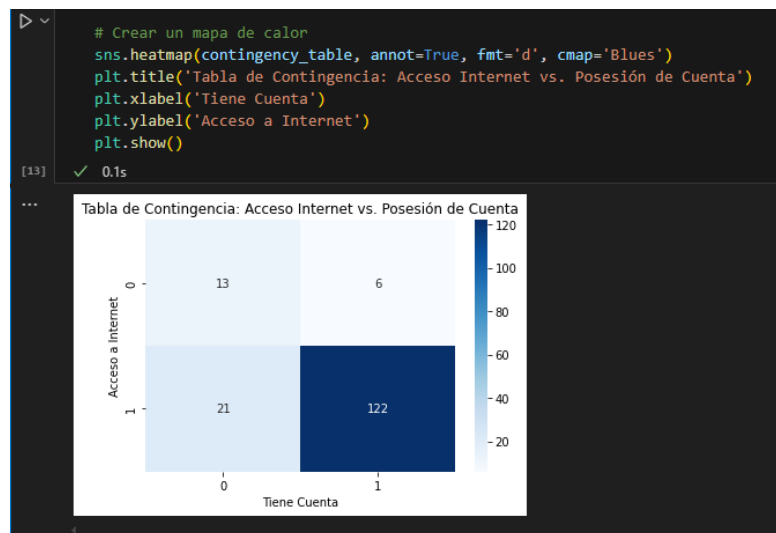 # Crear un mapa de calor
sns.heatmap(contingency_table, annot=True, fmt='d', cmap='Blues')
plt.title('Tabla de Contingencia: Acceso Internet vs. Posesión de Cuenta')
plt.xlabel('Tiene Cuenta')
plt.ylabel('Acceso a Internet')
plt.show()
[13]
0.1s
...
Tabla de Contingencia: Acceso Internet vs. Posesión de Cuenta
120
100
80
60
40
20
0
13
6
1
21
122
Acceso a Internet
0
1
Tiene Cuenta